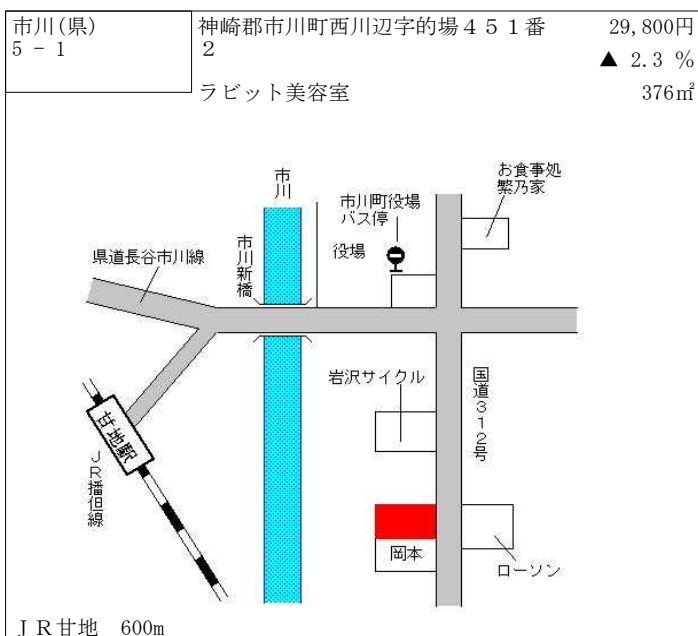 市川(県)
5 - 1
神崎郡市川町西川辺字的場４５１番
２
ラビット美容室
29,800円
▲ 2.3 %
376㎡
市川
お食事処
繁乃家
市川町役場
バス停
役場
市川新橋
県道長谷市川線
岩沢サイクル
国道３１２号
甘地駅
ＪＲ播但線
岡本
ローソン
ＪＲ甘地　600m